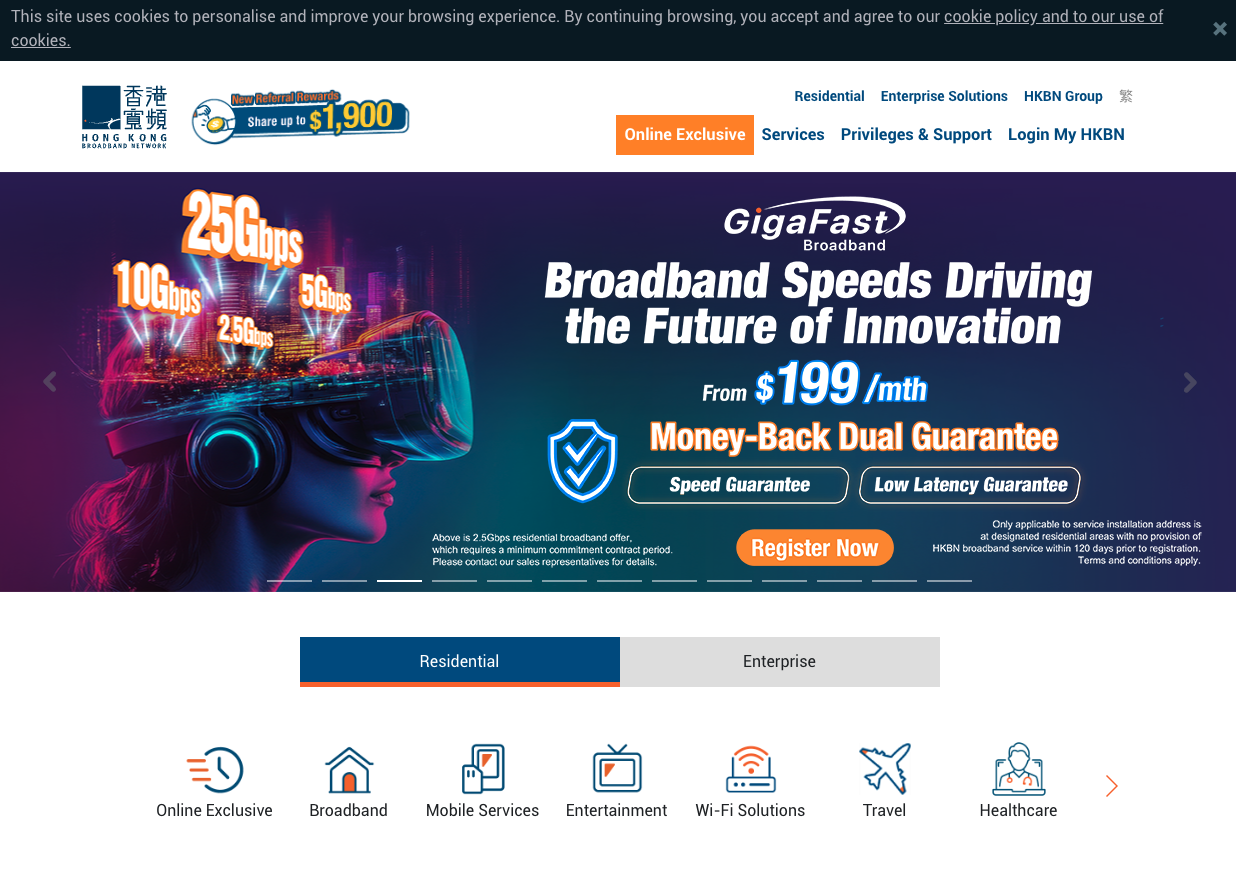 This site uses cookies to personalise and improve your browsing experience. By continuing browsing, you accept and agree to our cookie policy and to our use of
cookies.
香港
寬頻
HONG KONG
BROADBAND NETWORK
New Referral Rewards
Share up to $1,900
Residential
Enterprise Solutions
HKBN Group
繁
Online Exclusive
Services
Privileges & Support
Login My HKBN
25Gbps
10Gbps
5Gbps
2.5Gbps
GigaFast
Broadband
Broadband Speeds Driving
the Future of Innovation
From $199/mth
Money-Back Dual Guarantee
Speed Guarantee
Low Latency Guarantee
Above is 2.5Gbps residential broadband offer,
which requires a minimum commitment contract period.
Please contact our sales representatives for details.
Register Now
Only applicable to service installation address is
at designated residential areas with no provision of
HKBN broadband service within 120 days prior to registration.
Terms and conditions apply.
Residential
Enterprise
Online Exclusive
Broadband
Mobile Services
Entertainment
Wi-Fi Solutions
Travel
Healthcare